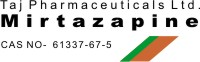 Taj Pharmaceuticals Ltd.
Mirtazapine
CAS NO- 61337-67-5